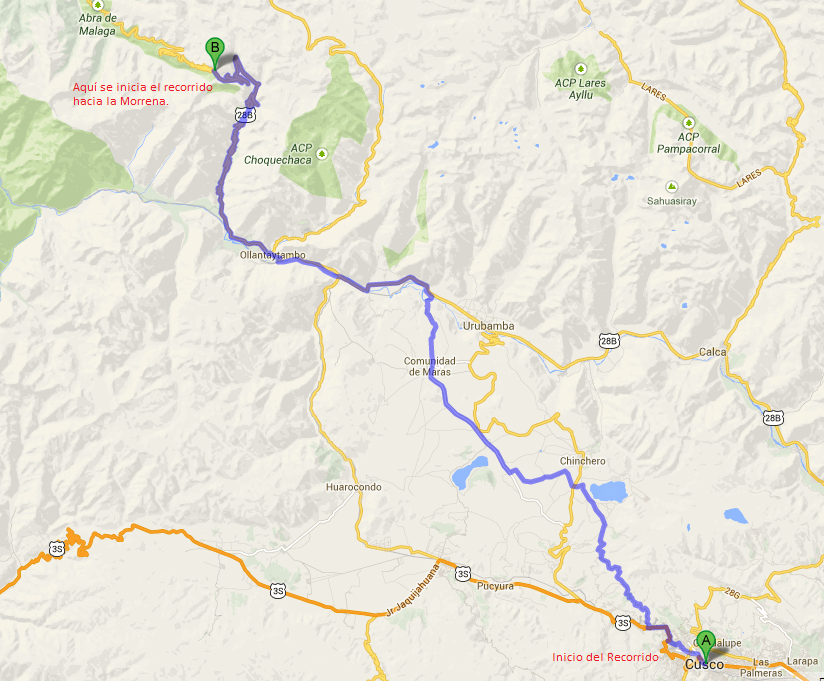 Abra de
Malaga
B
Aquí se inicia el recorrido
hacia la Morrena.
28B
ACP
Choquechaca
ACP Lares
Ayllu
LARES
ACP
Pampacorral
LARES
Sahuasiray
Ollantaytambo
Urubamba
28B
Calca
Comunidad
de Maras
28B
Chinchero
Huarocondo
3S
3S
Jr Jaquijahuana
3S
Pucyura
3S
28G
A
Inicio del Recorrido
Cusco
Las
Palmeras
Larapa